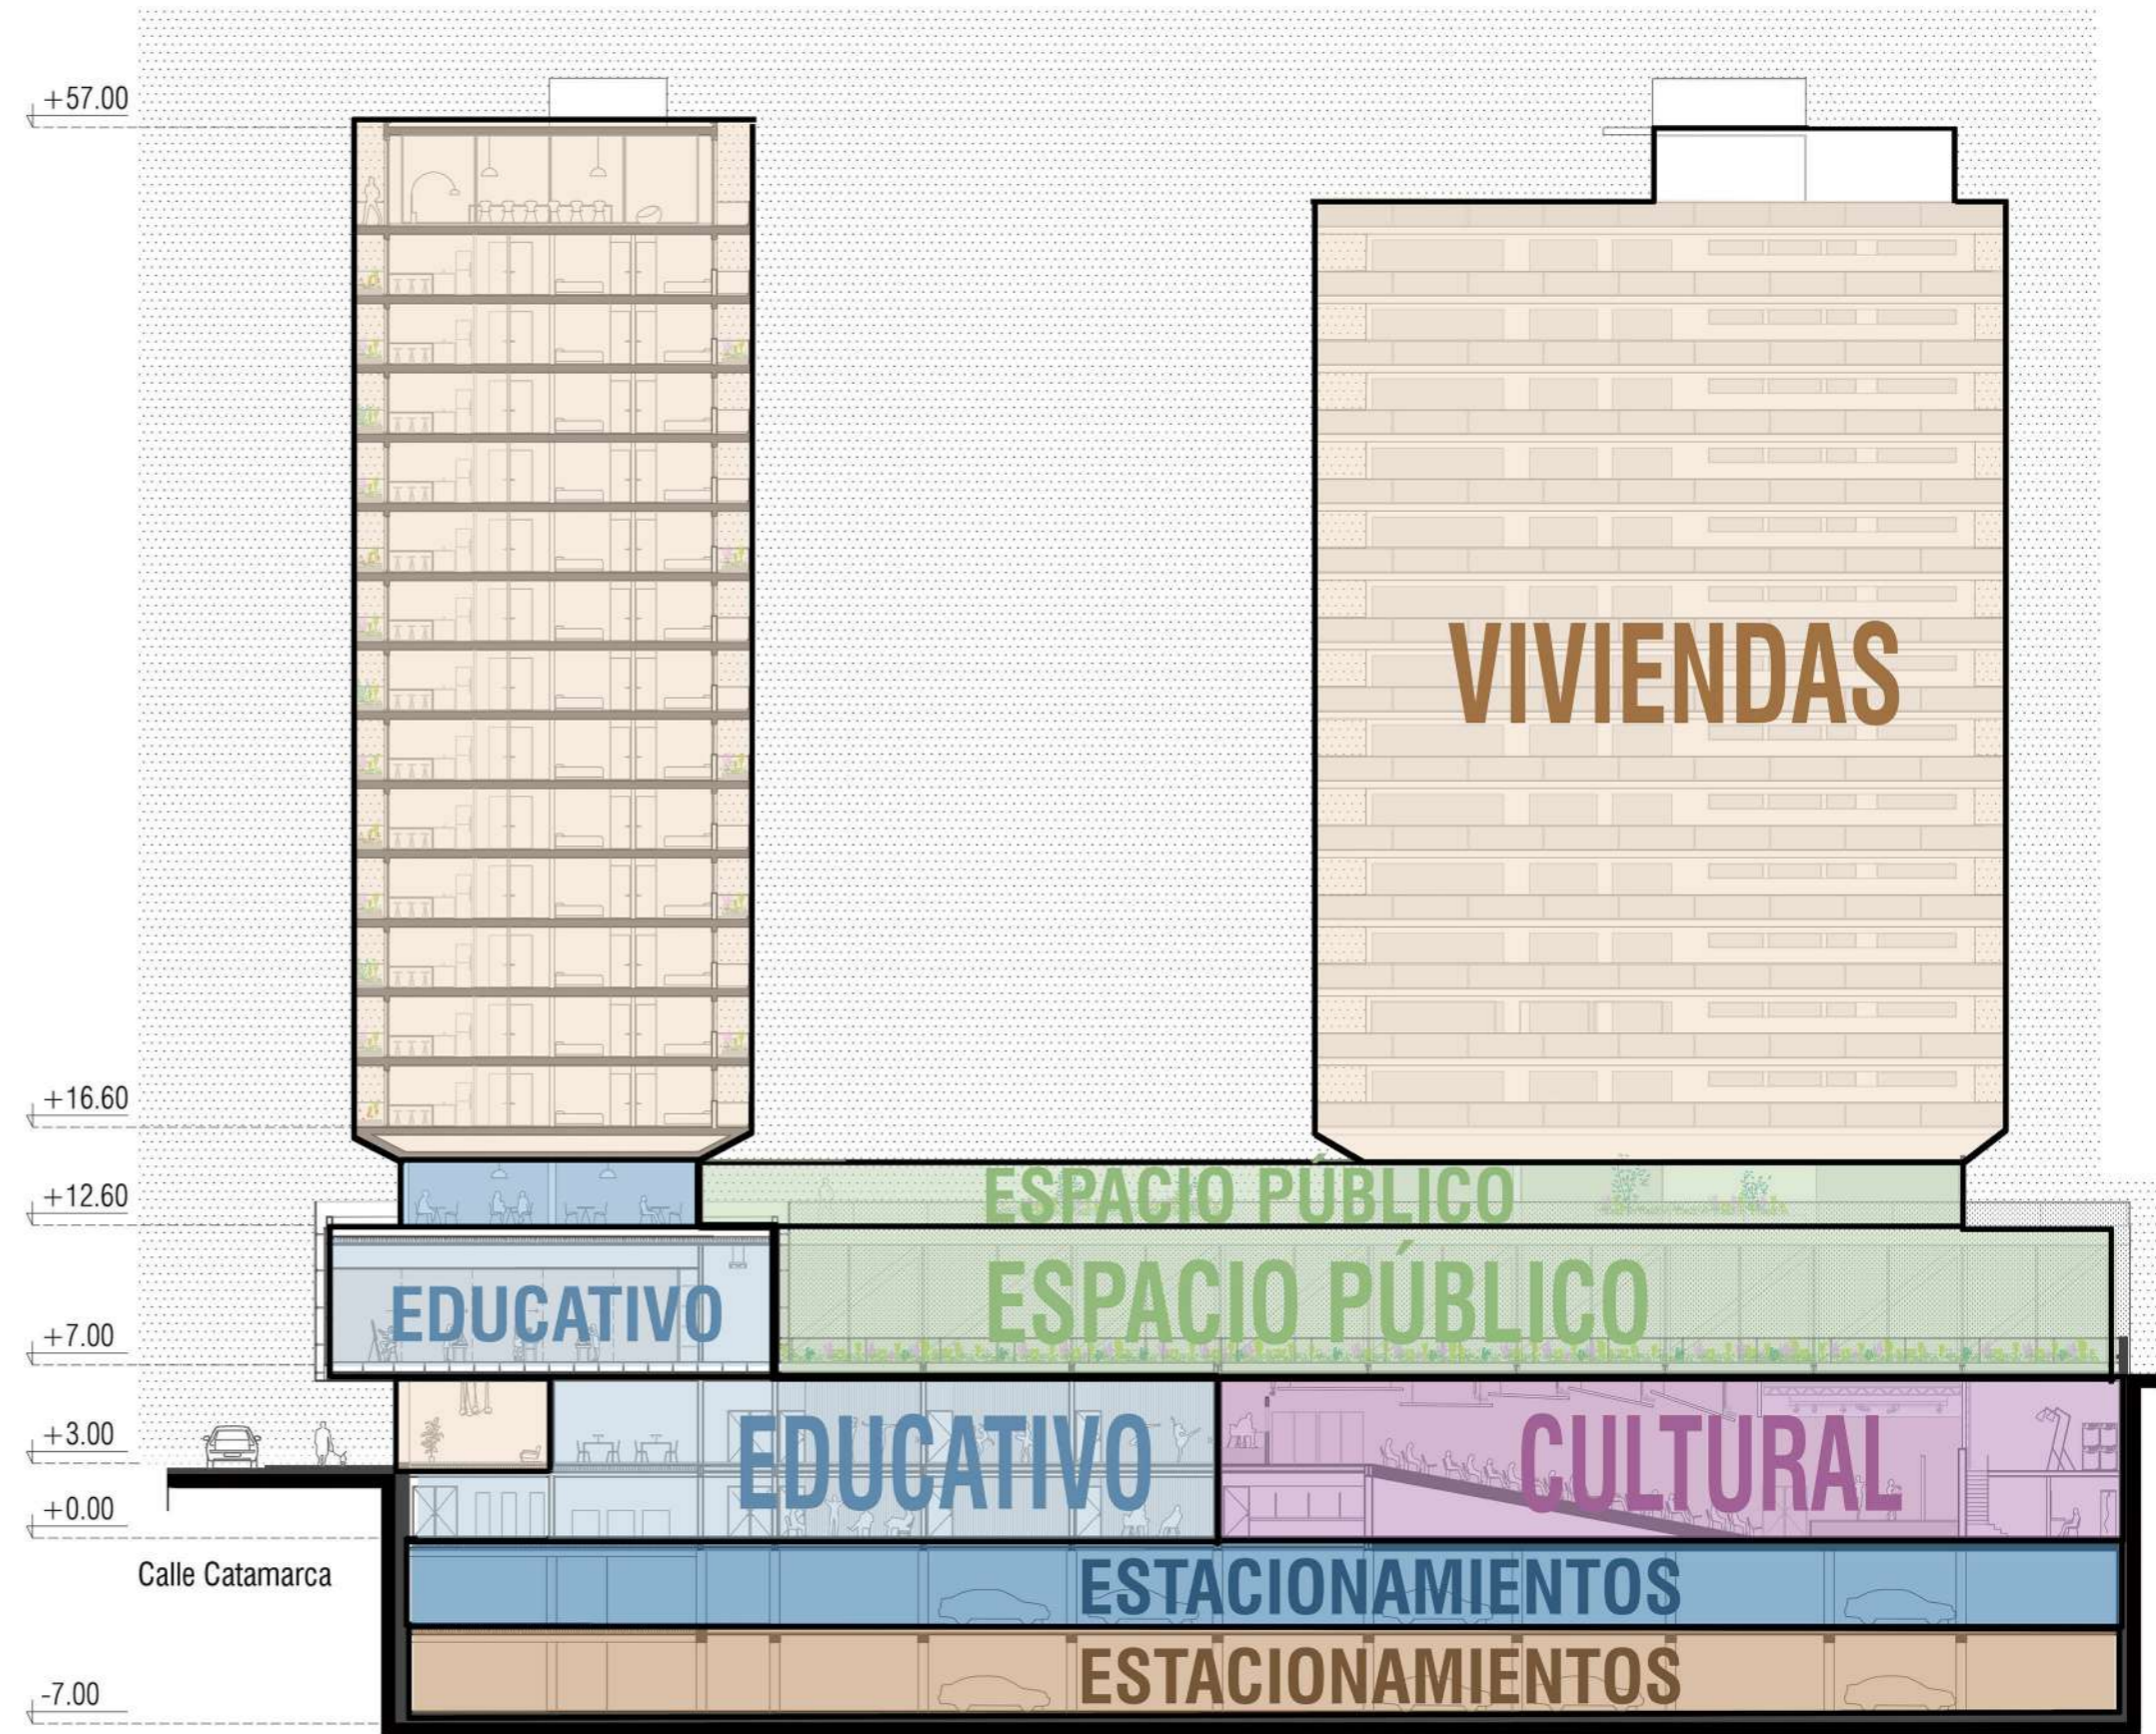 +57.00
VIVIENDAS
+16.60
ESPACIO PÚBLICO
+12.60
ESPACIO PÚBLICO
EDUCATIVO
+7.00
EDUCATIVO
CULTURAL
+3.00
+0.00
Calle Catamarca
ESTACIONAMIENTOS
ESTACIONAMIENTOS
-7.00